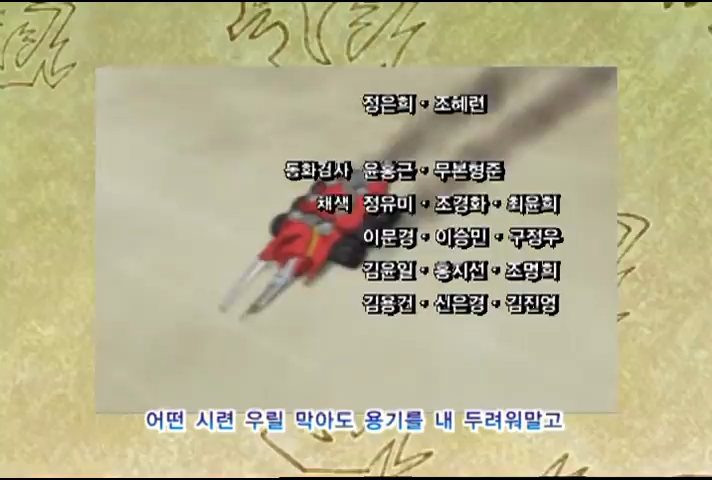 정은희·조혜련
동화검사 윤홍근·무본형준
채색 정유미·조경화·최윤희
이문경·이승민·구정우
김윤일·홍지선·조명희
김용건·신은경·김진영
어떤 시련 우릴 막아도 용기를 내 두려워말고